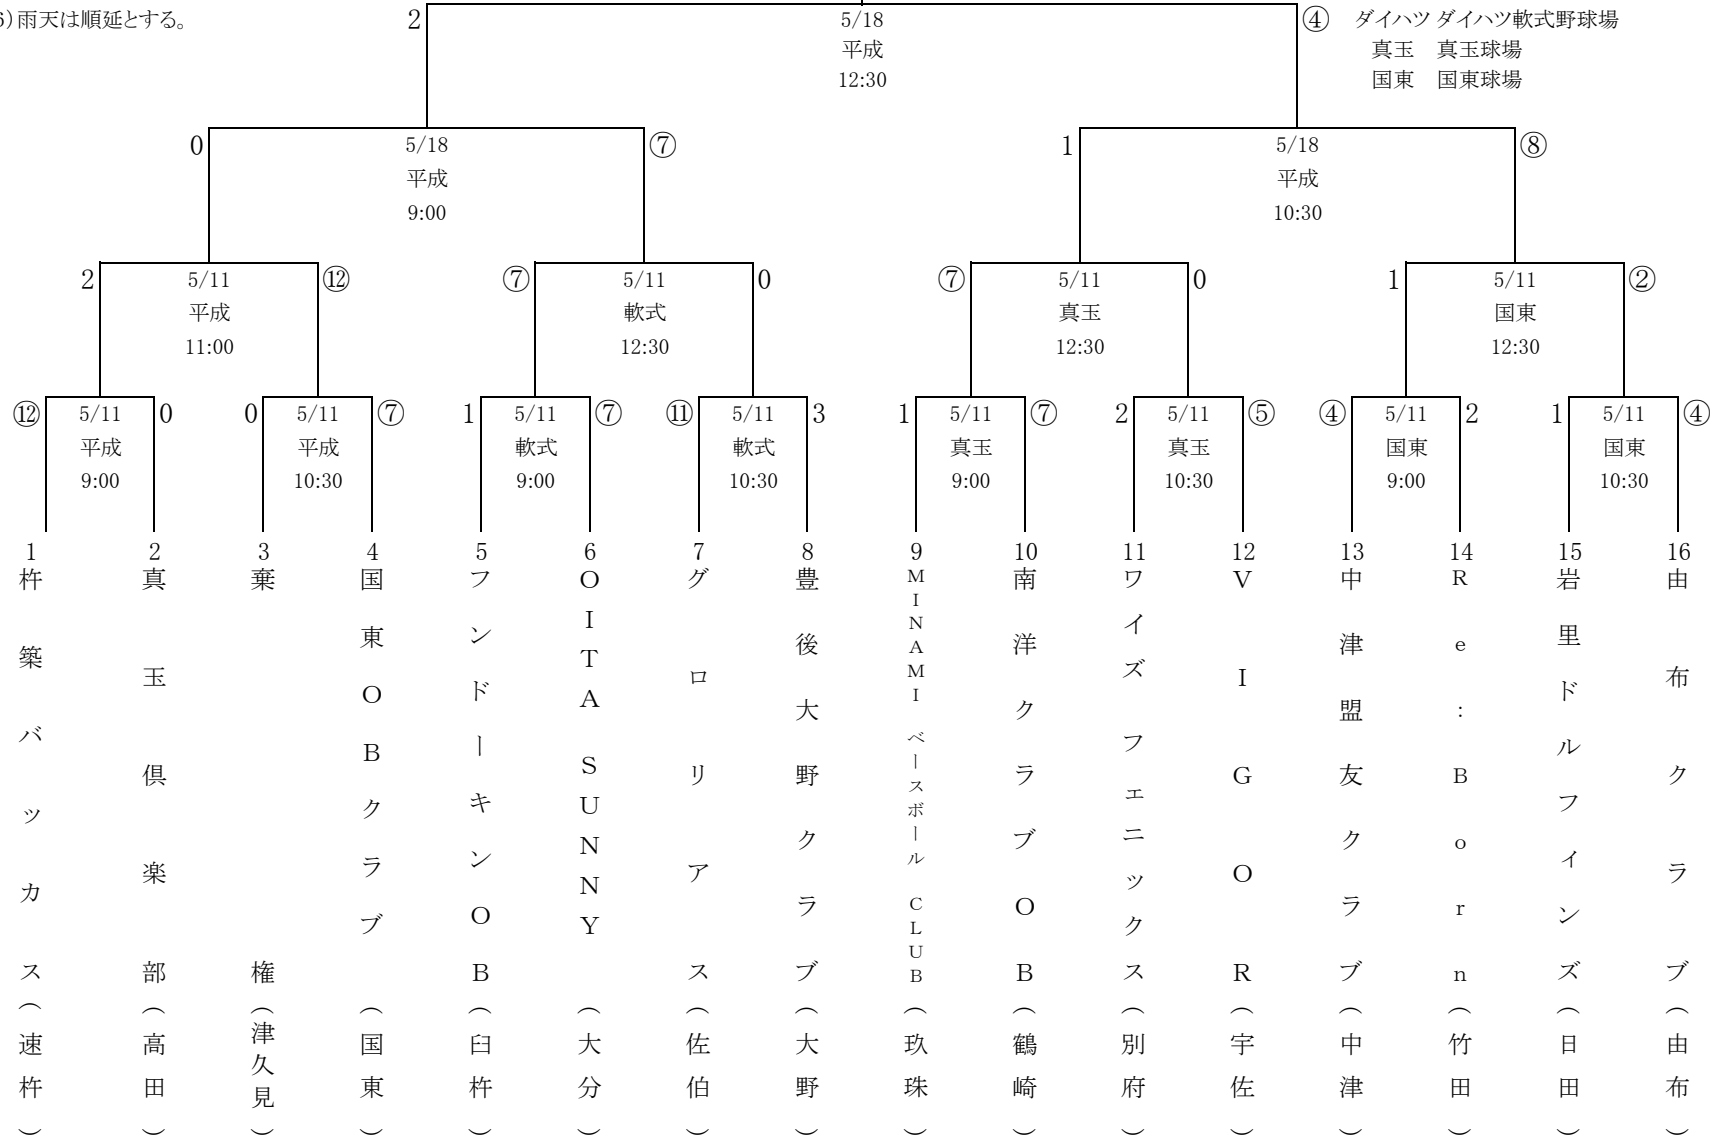 6）雨天は順延とする。
2 5/18 ④
平成
12:30
ダイハツ ダイハツ軟式野球場
真玉 真玉球場
国東 国東球場
0 5/18 ⑦ 1 5/18 ⑧
平成 平成
9:00 10:30
2 5/11 ⑫ ⑦ 5/11 0 ⑦ 5/11 0 1 5/11 ②
平成 軟式 真玉 国東
11:00 12:30 12:30 12:30
⑫ 5/11 0 0 5/11 ⑦ 1 5/11 ⑦ ⑪ 5/11 3 1 5/11 ⑦ 2 5/11 ⑤ ④ 5/11 2 1 5/11 ④
平成 平成 軟式 軟式 真玉 真玉 国東 国東
9:00 10:30 9:00 10:30 9:00 10:30 9:00 10:30
1 2 3 4 5 6 7 8 9 10 11 12 13 14 15 16
杵築バッカス（速杵）
真玉倶楽部（高田）
棄権（津久見）
国東OBクラブ（国東）
フンドーキンOB（臼杵）
OITA SUNNY（大分）
グロリアス（佐伯）
豊後大野クラブ（大野）
MINAMI ベースボール CLUB（玖珠）
南洋クラブOB（鶴崎）
ワイズフェニックス（別府）
VIGOR（宇佐）
中津盟友クラブ（中津）
Re:Born（竹田）
岩里ドルフィンズ（日田）
由布クラブ（由布）